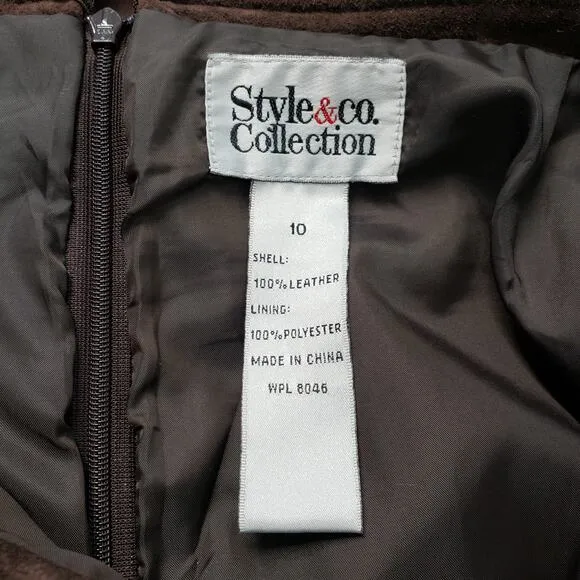 Style&co.
Collection
10
SHELL:
100%LEATHER
LINING:
100%POLYESTER
MADE IN CHINA
WPL 8046